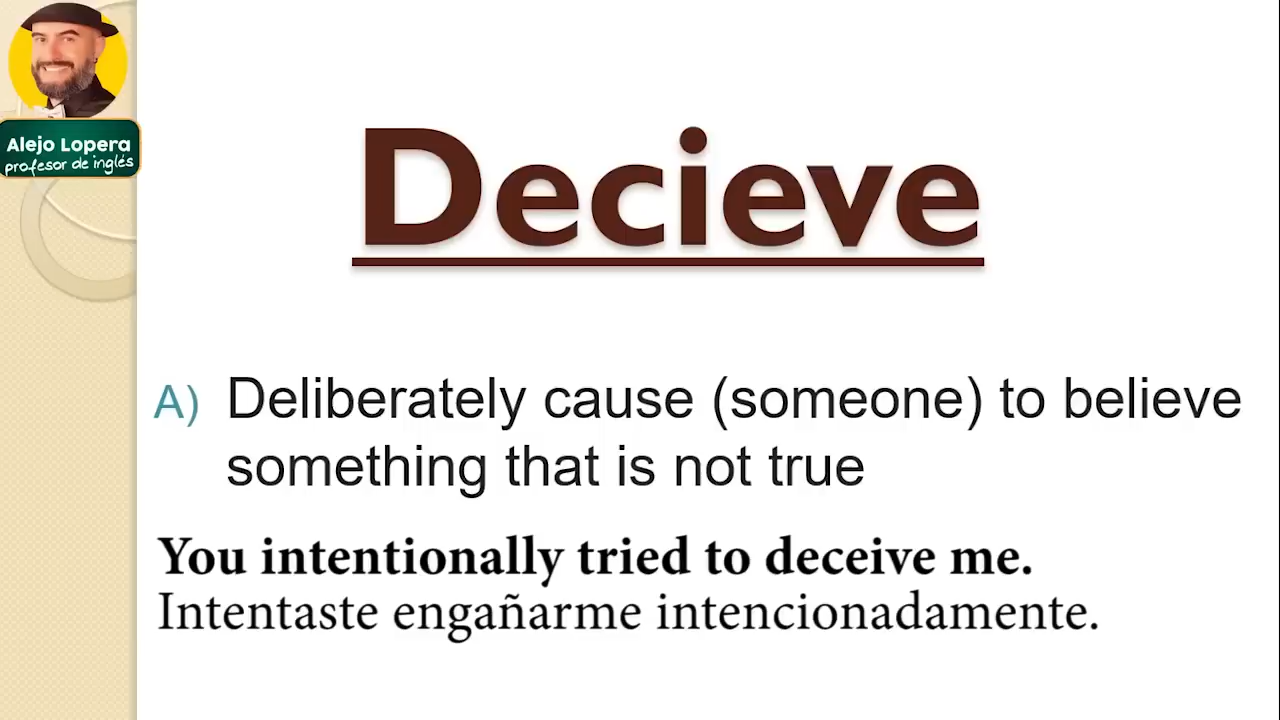 Alejo Lopera
profesor de inglés
Decieve
A) Deliberately cause (someone) to believe
something that is not true
You intentionally tried to deceive me.
Intentaste engañarme intencionadamente.